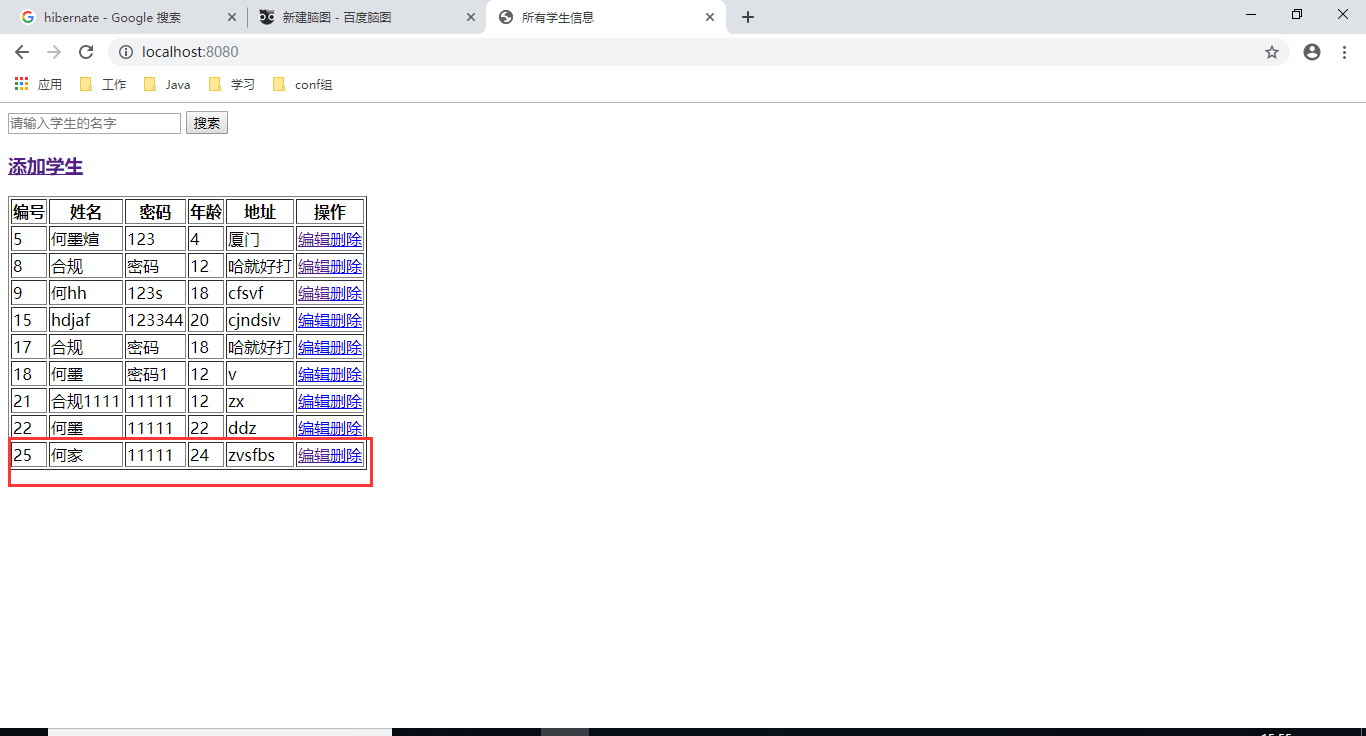 hibernate - Google 搜索 新建脑图 - 百度脑图 所有学生信息
localhost:8080
应用 工作 Java 学习 conf组
请输入学生的名字 搜索
添加学生
编号 姓名 密码 年龄 地址 操作
5 何墨煊 123 4 厦门 编辑删除
8 合规 密码 12 哈就好打 编辑删除
9 何hh 123s 18 cfsvf 编辑删除
15 hdjaf 123344 20 cjndsiv 编辑删除
17 合规 密码 18 哈就好打 编辑删除
18 何墨 密码1 12 v 编辑删除
21 合规1111 11111 12 zx 编辑删除
22 何墨 11111 22 ddz 编辑删除
25 何家 11111 24 zvsfbs 编辑删除